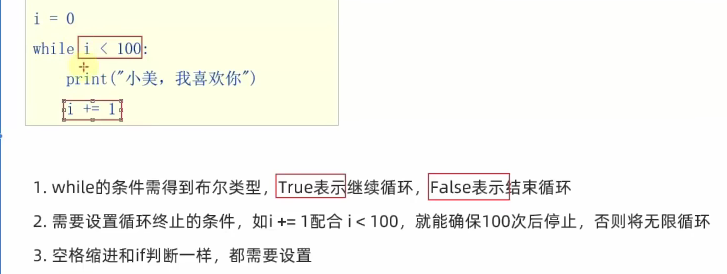 i = 0
while i < 100:
print("小美，我喜欢你")
i += 1
1. while的条件需得到布尔类型，True表示继续循环，False表示结束循环
2. 需要设置循环终止的条件，如i += 1配合 i < 100，就能确保100次后停止，否则将无限循环
3. 空格缩进和if判断一样，都需要设置